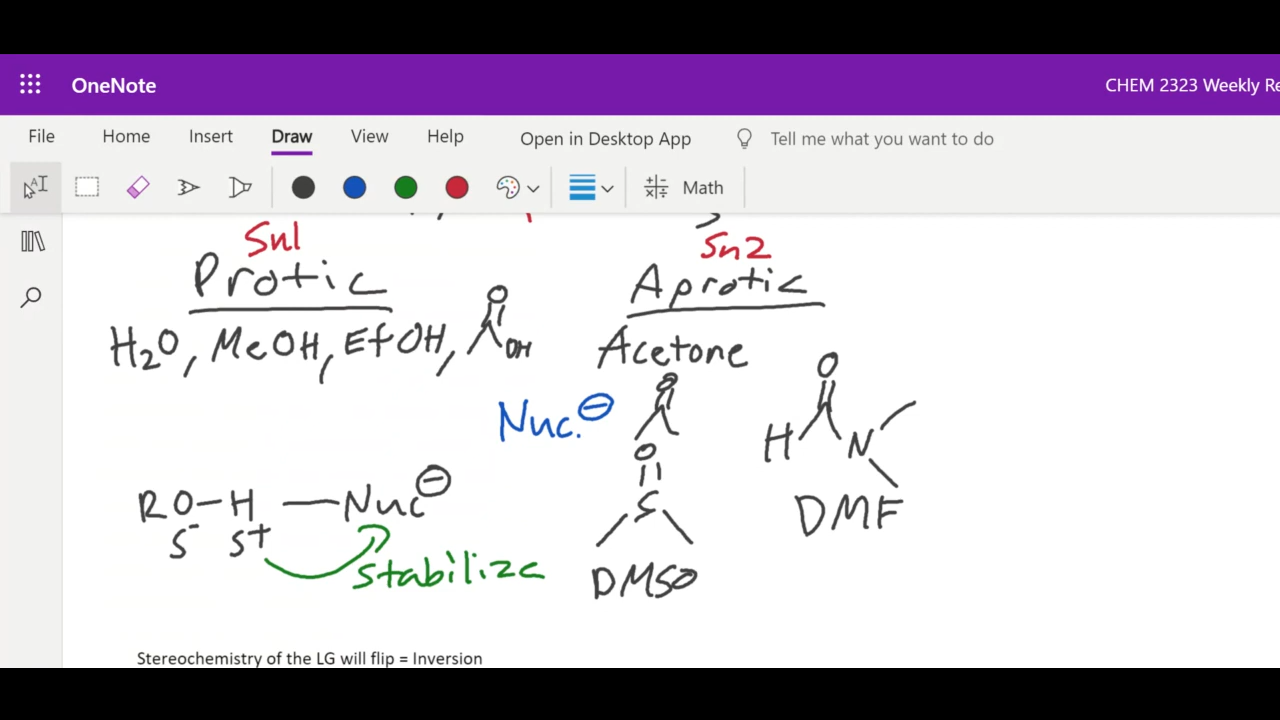 OneNote
CHEM 2323 Weekly Re
File Home Insert Draw View Help Open in Desktop App Tell me what you want to do
Math
Sn1
Protic
H₂O, MeOH, EtOH,
O
OH
Sn2
Aprotic
Acetone
O
Nuc. ⊖
O
S
DMSO
O
H N
DMF
RO-H — Nuc ⊖
δ⁻ δ+
Stabilize
Stereochemistry of the LG will flip = Inversion